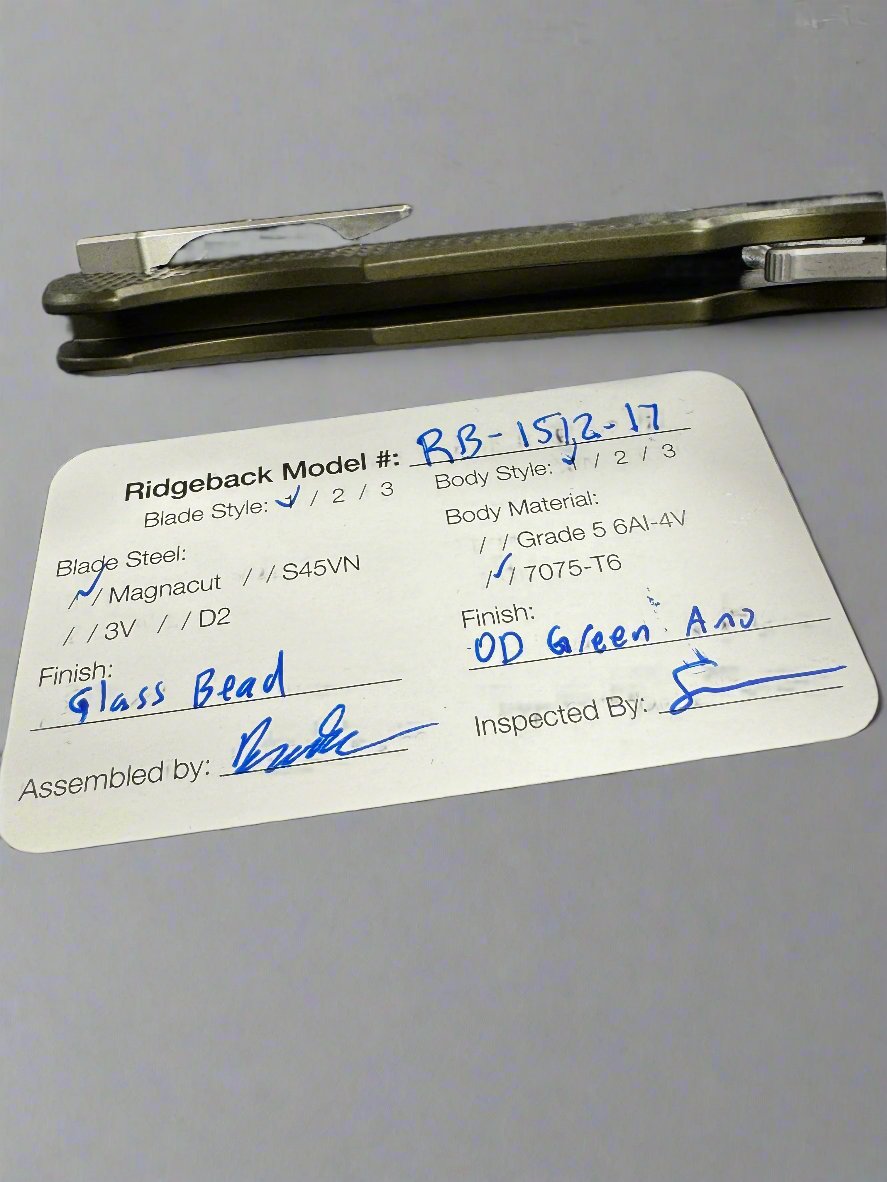 Ridgeback Model #: RB-1512-17
Blade Style: 1 / 2 / 3
Body Style: 1 / 2 / 3
Blade Steel:
/ / Magnacut / / S45VN
/ / 3V / / D2
Finish:
Glass Bead
Assembled by:
Body Material:
/ / Grade 5 6Al-4V
/✓/ 7075-T6
Finish:
OD Green Ano
Inspected By: